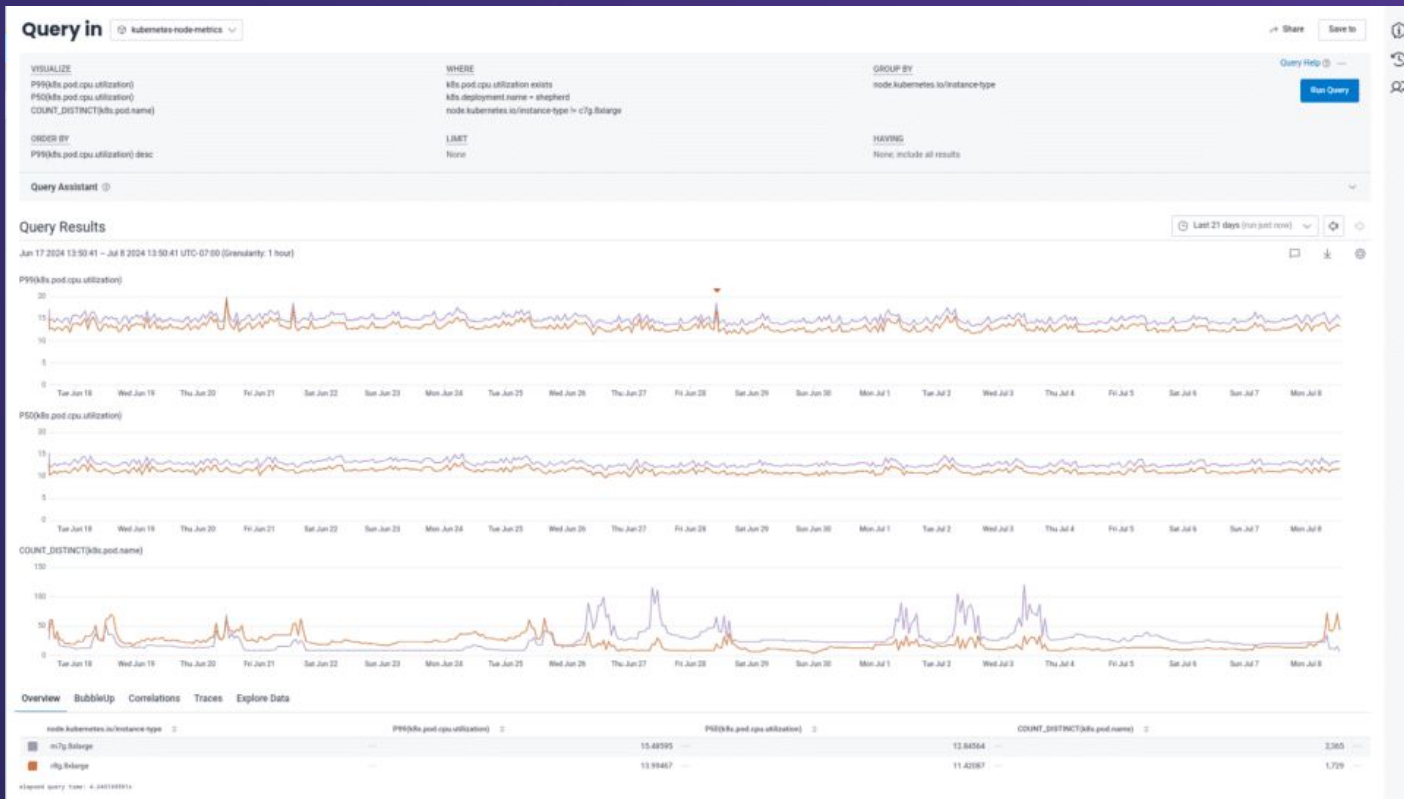 Query in kubernetes-node-metrics
Share Save to
VISUALIZE
P99(k8s.pod.cpu.utilization)
P50(k8s.pod.cpu.utilization)
COUNT_DISTINCT(k8s.pod.name)
WHERE
k8s.pod.cpu.utilization exists
k8s.deployment.name = shepherd
node.kubernetes.io/instance-type != c7g.8xlarge
GROUP BY
node.kubernetes.io/instance-type
Query Help
Run Query
ORDER BY
P99(k8s.pod.cpu.utilization) desc
LIMIT
None
HAVING
None; include all results
Query Assistant
Query Results
Last 21 days (run just now)
Jun 17 2024 13:50:41 – Jul 8 2024 13:50:41 UTC-07:00 (Granularity: 1 hour)
P99(k8s.pod.cpu.utilization)
20
15
10
5
0
Tue Jun 18 Wed Jun 19 Thu Jun 20 Fri Jun 21 Sat Jun 22 Sun Jun 23 Mon Jun 24 Tue Jun 25 Wed Jun 26 Thu Jun 27 Fri Jun 28 Sat Jun 29 Sun Jun 30 Mon Jul 1 Tue Jul 2 Wed Jul 3 Thu Jul 4 Fri Jul 5 Sat Jul 6 Sun Jul 7 Mon Jul 8
P50(k8s.pod.cpu.utilization)
20
15
10
5
0
Tue Jun 18 Wed Jun 19 Thu Jun 20 Fri Jun 21 Sat Jun 22 Sun Jun 23 Mon Jun 24 Tue Jun 25 Wed Jun 26 Thu Jun 27 Fri Jun 28 Sat Jun 29 Sun Jun 30 Mon Jul 1 Tue Jul 2 Wed Jul 3 Thu Jul 4 Fri Jul 5 Sat Jul 6 Sun Jul 7 Mon Jul 8
COUNT_DISTINCT(k8s.pod.name)
150
100
50
0
Tue Jun 18 Wed Jun 19 Thu Jun 20 Fri Jun 21 Sat Jun 22 Sun Jun 23 Mon Jun 24 Tue Jun 25 Wed Jun 26 Thu Jun 27 Fri Jun 28 Sat Jun 29 Sun Jun 30 Mon Jul 1 Tue Jul 2 Wed Jul 3 Thu Jul 4 Fri Jul 5 Sat Jul 6 Sun Jul 7 Mon Jul 8
Overview BubbleUp Correlations Traces Explore Data
node.kubernetes.io/instance-type P99(k8s.pod.cpu.utilization) P50(k8s.pod.cpu.utilization) COUNT_DISTINCT(k8s.pod.name)
m7g.8xlarge 15.48595 12.84564 2,365
r8g.8xlarge 13.99467 11.42087 1,729
elapsed query time: